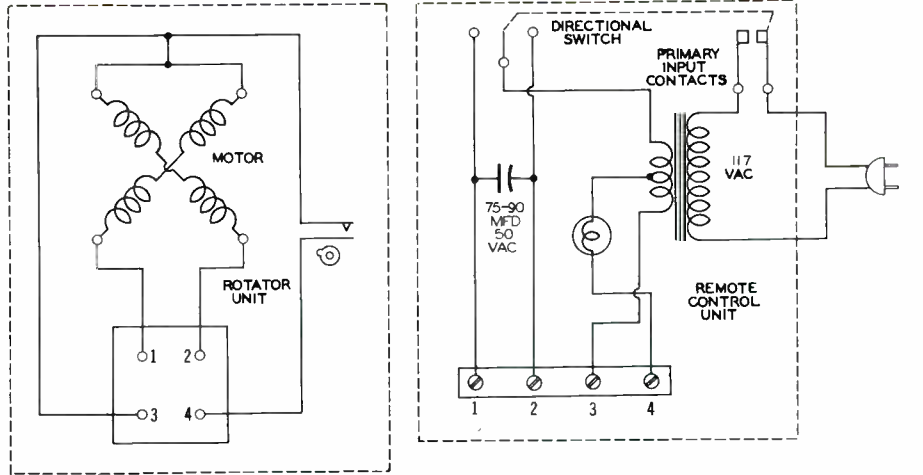 DIRECTIONAL
SWITCH
PRIMARY
INPUT
CONTACTS
MOTOR
117
VAC
75-90
MFD
50
VAC
ROTATOR
UNIT
REMOTE
CONTROL
UNIT
1 2
3 4
1 2 3 4